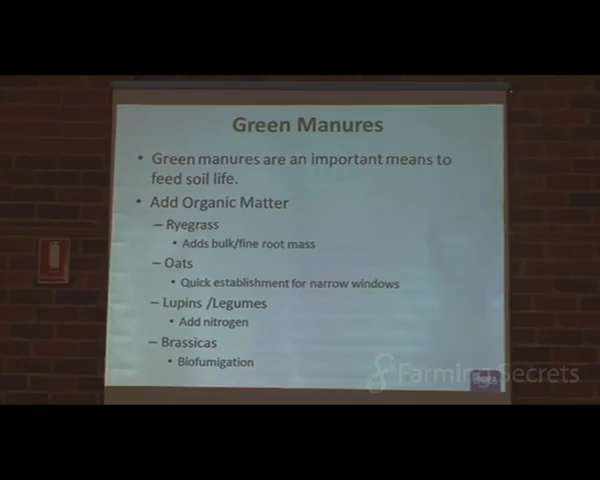 Green Manures
• Green manures are an important means to
feed soil life.
• Add Organic Matter
– Ryegrass
• Adds bulk/fine root mass
– Oats
• Quick establishment for narrow windows
– Lupins /Legumes
• Add nitrogen
– Brassicas
• Biofumigation
Farming Secrets